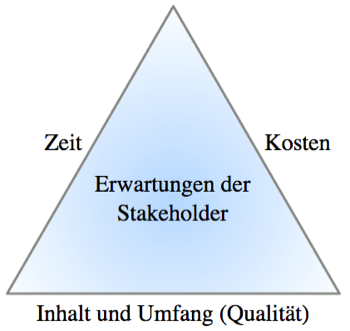 Zeit
Kosten
Erwartungen der
Stakeholder
Inhalt und Umfang (Qualität)